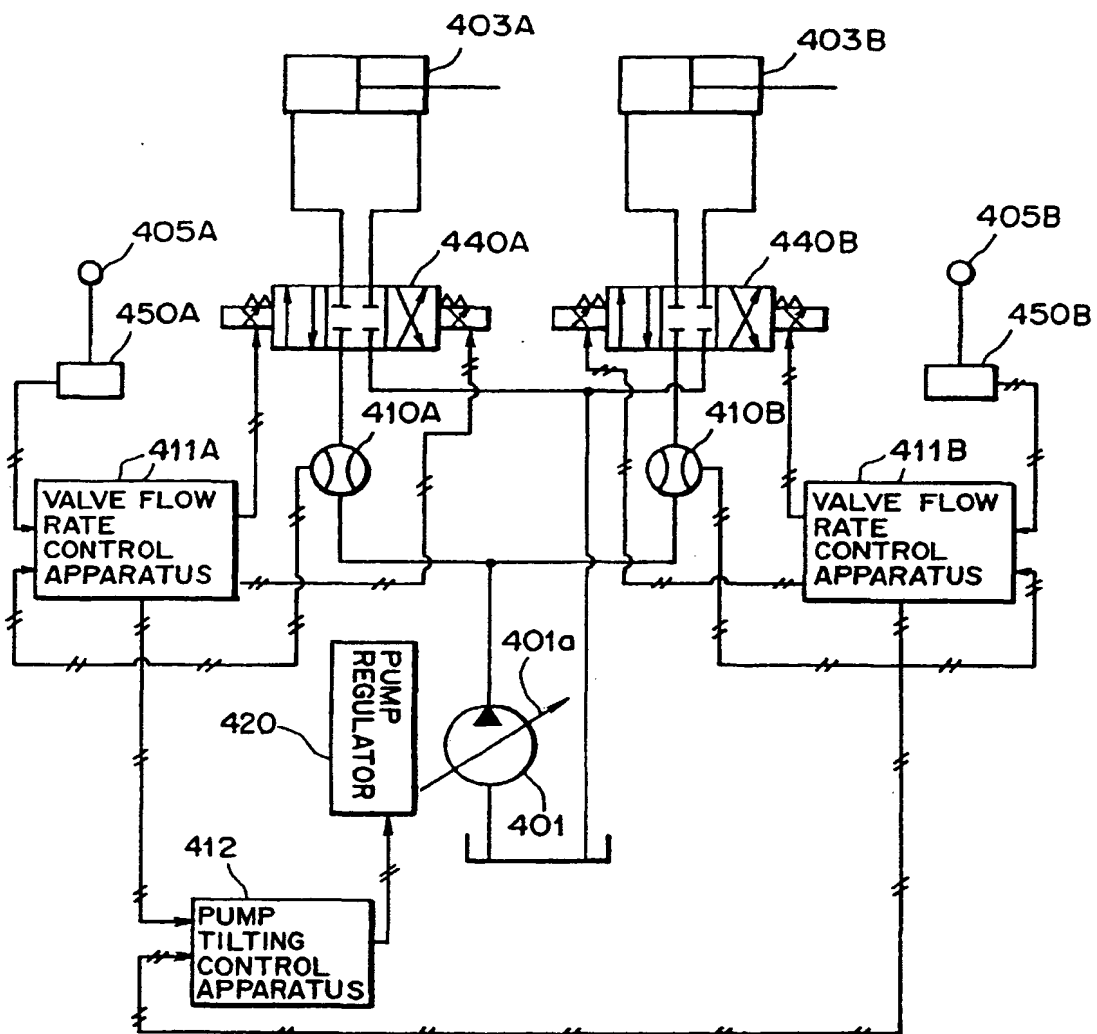 403A
403B
405A
440A
440B
405B
450A
450B
410A
410B
411A
411B
VALVE FLOW
RATE
CONTROL
APPARATUS
VALVE FLOW
RATE
CONTROL
APPARATUS
401a
PUMP
REGULATOR
420
401
412
PUMP
TILTING
CONTROL
APPARATUS